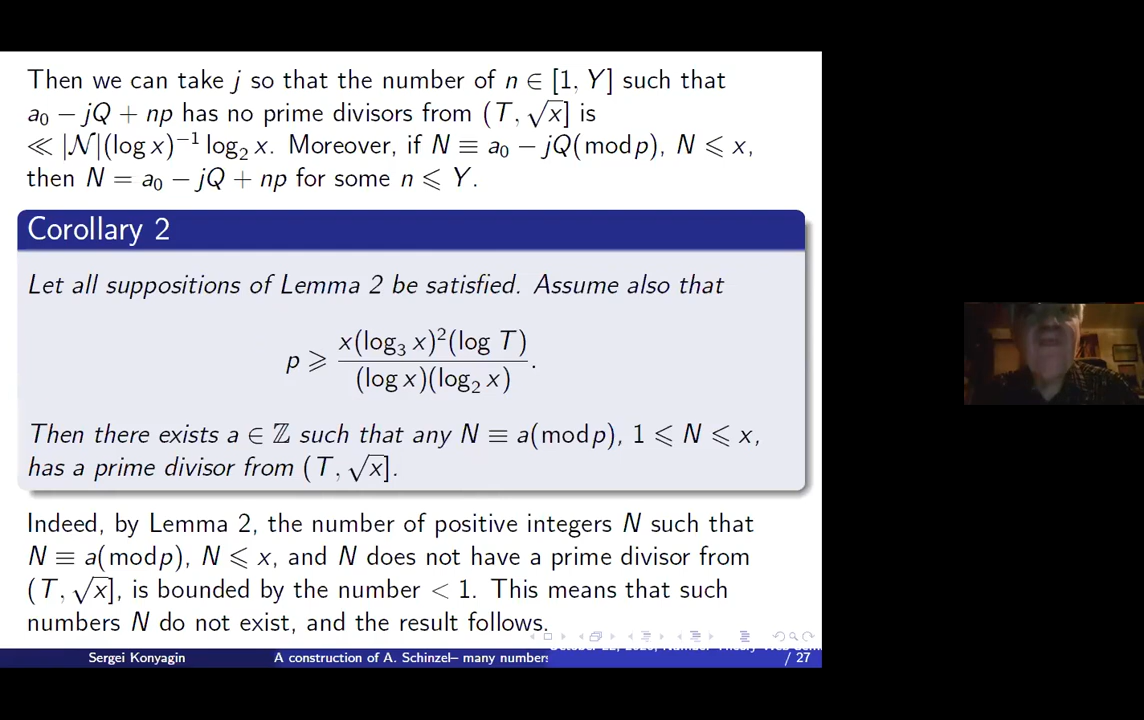 Then we can take j so that the number of n ∈ [1, Y] such that
a₀ − jQ + np has no prime divisors from (T, √x] is
≪ |𝒩|(log x)⁻¹ log₂ x. Moreover, if N ≡ a₀ − jQ(mod p), N ⩽ x,
then N = a₀ − jQ + np for some n ⩽ Y.
Corollary 2
Let all suppositions of Lemma 2 be satisfied. Assume also that
p ⩾ x(log₃ x)²(log T) / (log x)(log₂ x).
Then there exists a ∈ ℤ such that any N ≡ a(mod p), 1 ⩽ N ⩽ x,
has a prime divisor from (T, √x].
Indeed, by Lemma 2, the number of positive integers N such that
N ≡ a(mod p), N ⩽ x, and N does not have a prime divisor from
(T, √x], is bounded by the number < 1. This means that such
numbers N do not exist, and the result follows.
Sergei Konyagin
A construction of A. Schinzel– many numbers
/ 27